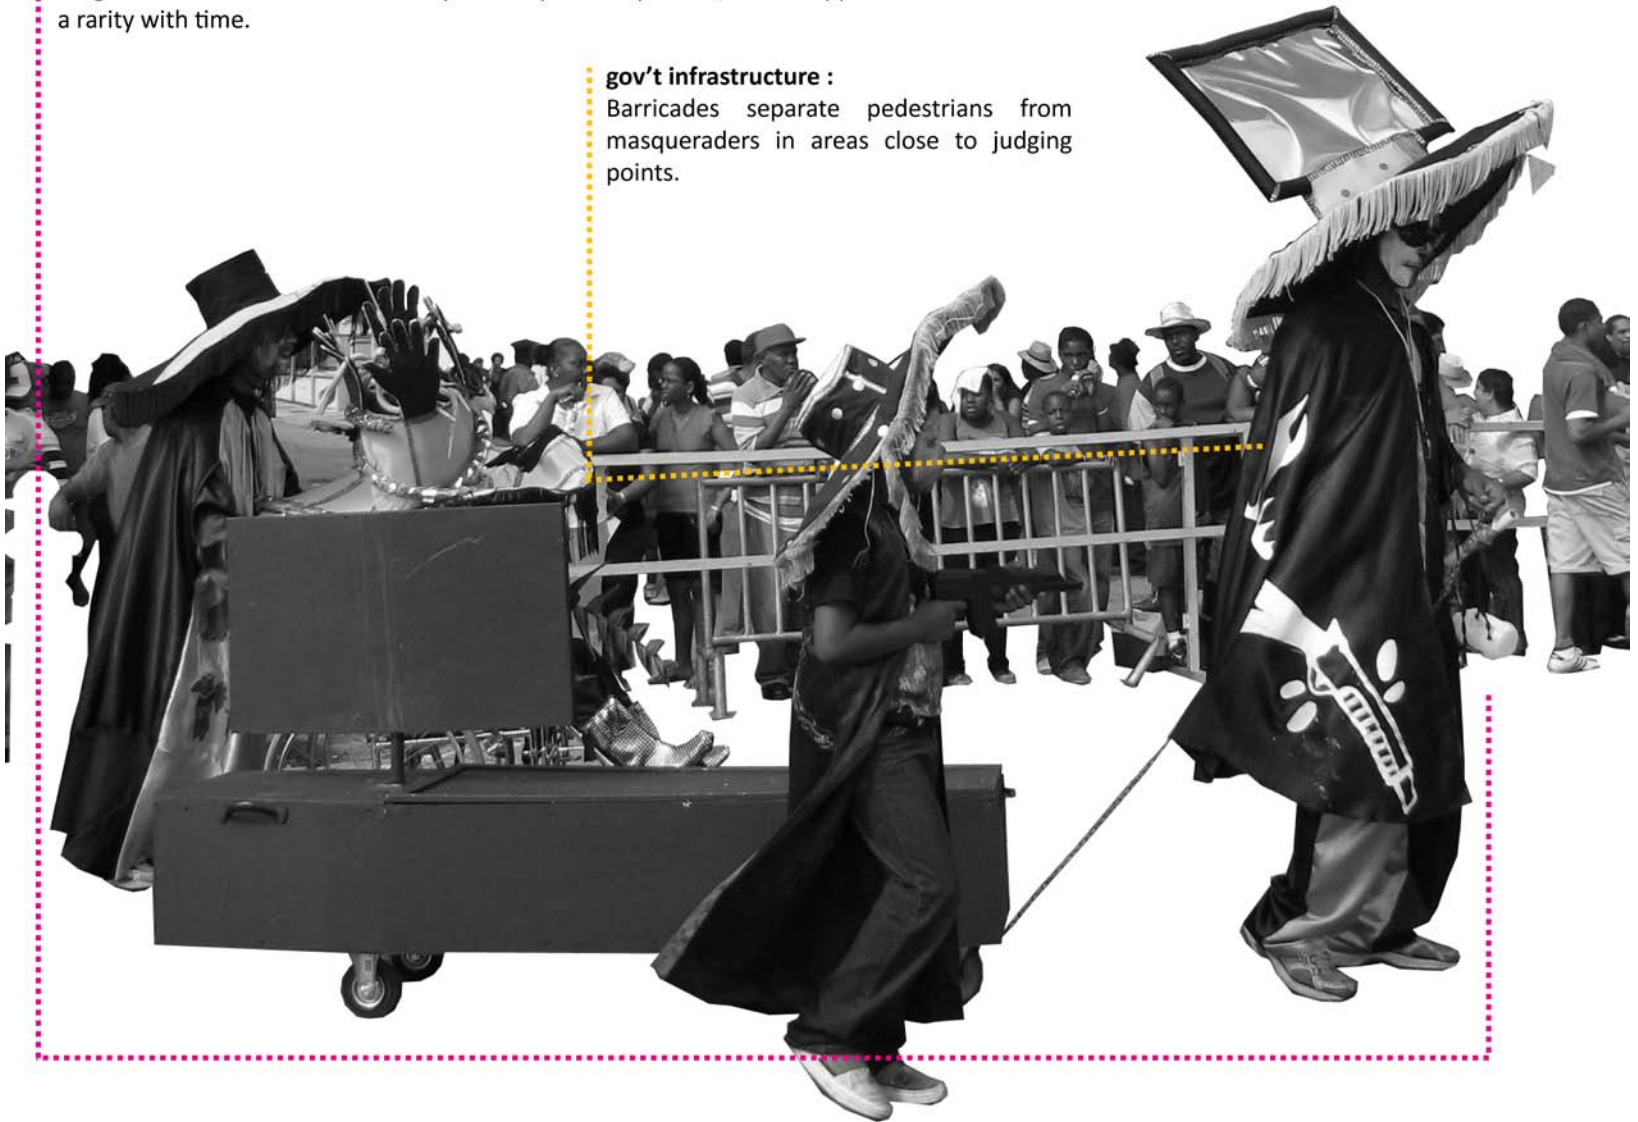 a rarity with time.
gov't infrastructure :
Barricades separate pedestrians from
masqueraders in areas close to judging
points.